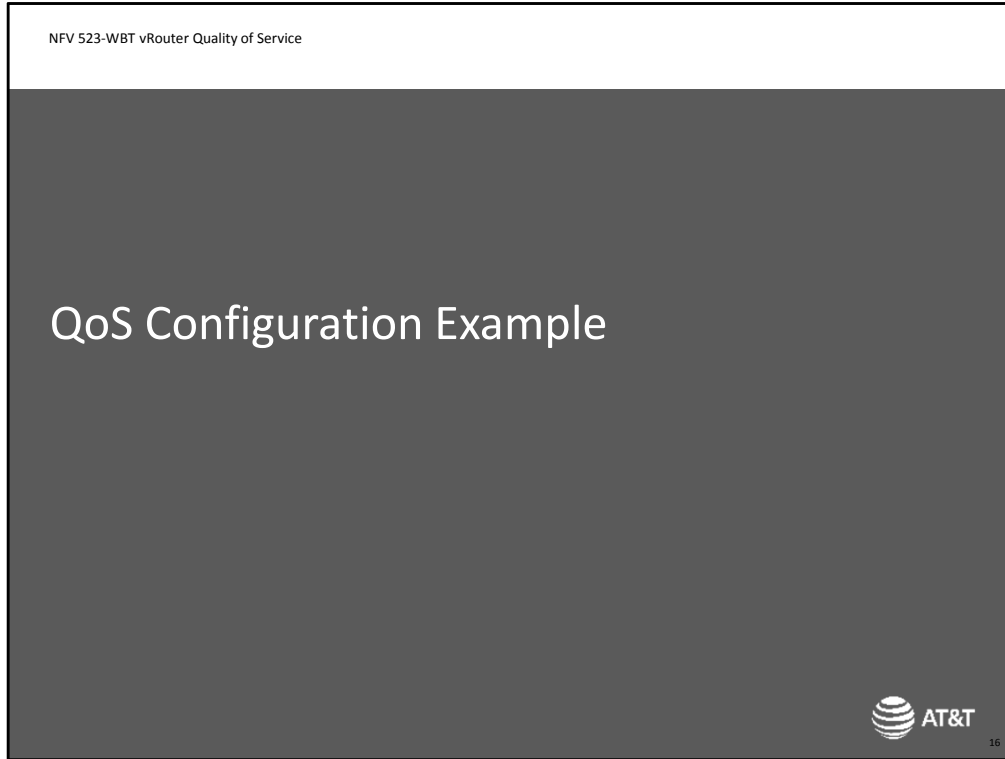 NFV 523-WBT vRouter Quality of Service
QoS Configuration Example
AT&T
16